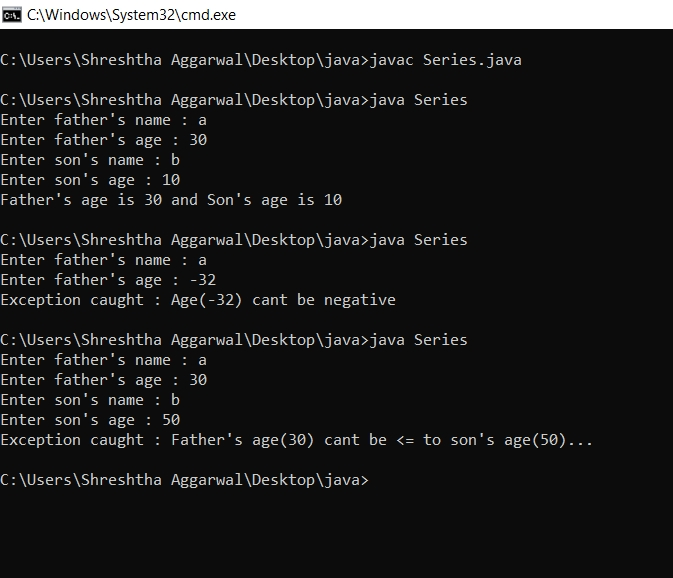 C:\Windows\System32\cmd.exe
C:\Users\Shreshtha Aggarwal\Desktop\java>javac Series.java
C:\Users\Shreshtha Aggarwal\Desktop\java>java Series
Enter father's name : a
Enter father's age : 30
Enter son's name : b
Enter son's age : 10
Father's age is 30 and Son's age is 10
C:\Users\Shreshtha Aggarwal\Desktop\java>java Series
Enter father's name : a
Enter father's age : -32
Exception caught : Age(-32) cant be negative
C:\Users\Shreshtha Aggarwal\Desktop\java>java Series
Enter father's name : a
Enter father's age : 30
Enter son's name : b
Enter son's age : 50
Exception caught : Father's age(30) cant be <= to son's age(50)...
C:\Users\Shreshtha Aggarwal\Desktop\java>